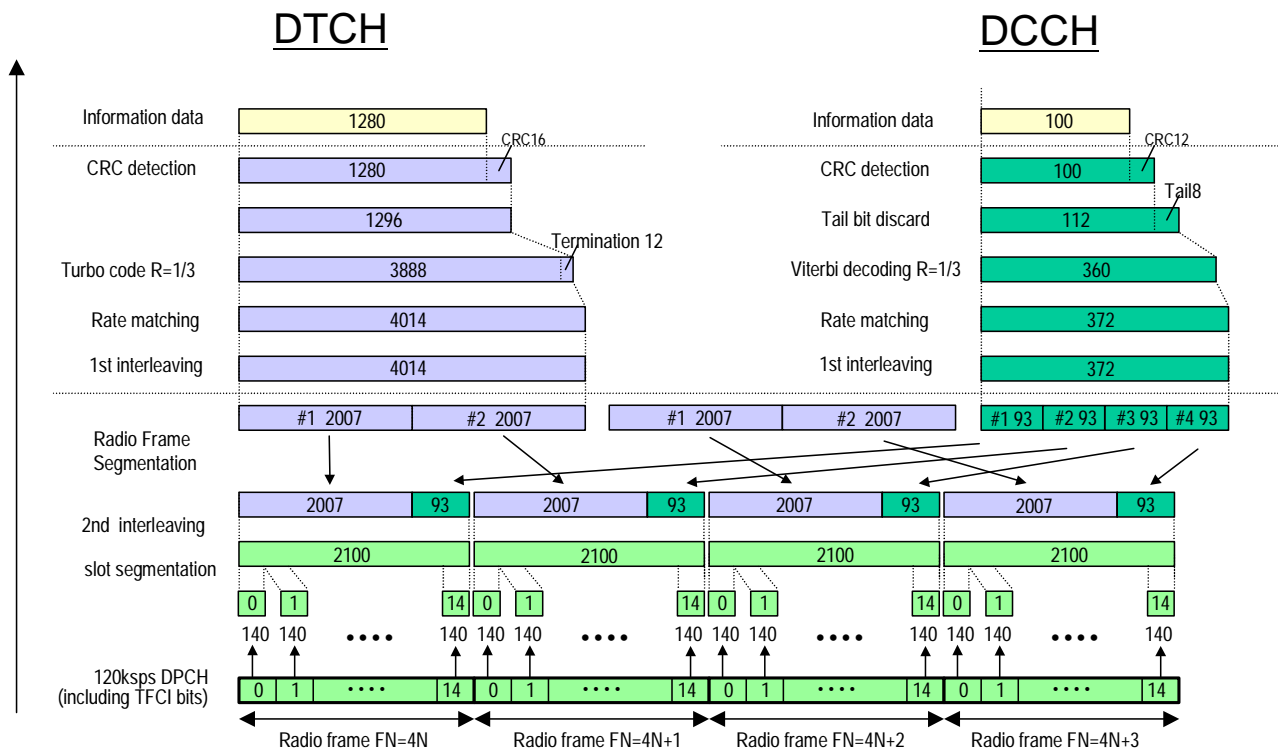 DTCH
DCCH
Information data
1280
Information data
100
CRC16
CRC12
CRC detection
1280
CRC detection
100
Tail8
1296
Tail bit discard
112
Termination 12
Turbo code R=1/3
3888
Viterbi decoding R=1/3
360
Rate matching
4014
Rate matching
372
1st interleaving
4014
1st interleaving
372
#1 2007
#2 2007
#1 2007
#2 2007
#1 93
#2 93
#3 93
#4 93
Radio Frame
Segmentation
2007
93
2007
93
2007
93
2007
93
2nd interleaving
2100
2100
2100
2100
slot segmentation
0
1
14
0
1
14
0
1
14
0
1
14
140
140
••••
140
140
140
••••
140
140
140
••••
140
140
140
••••
140
120ksps DPCH
(including TFCI bits)
0
1
••••
14
0
1
••••
14
0
1
••••
14
0
1
••••
14
Radio frame FN=4N
Radio frame FN=4N+1
Radio frame FN=4N+2
Radio frame FN=4N+3